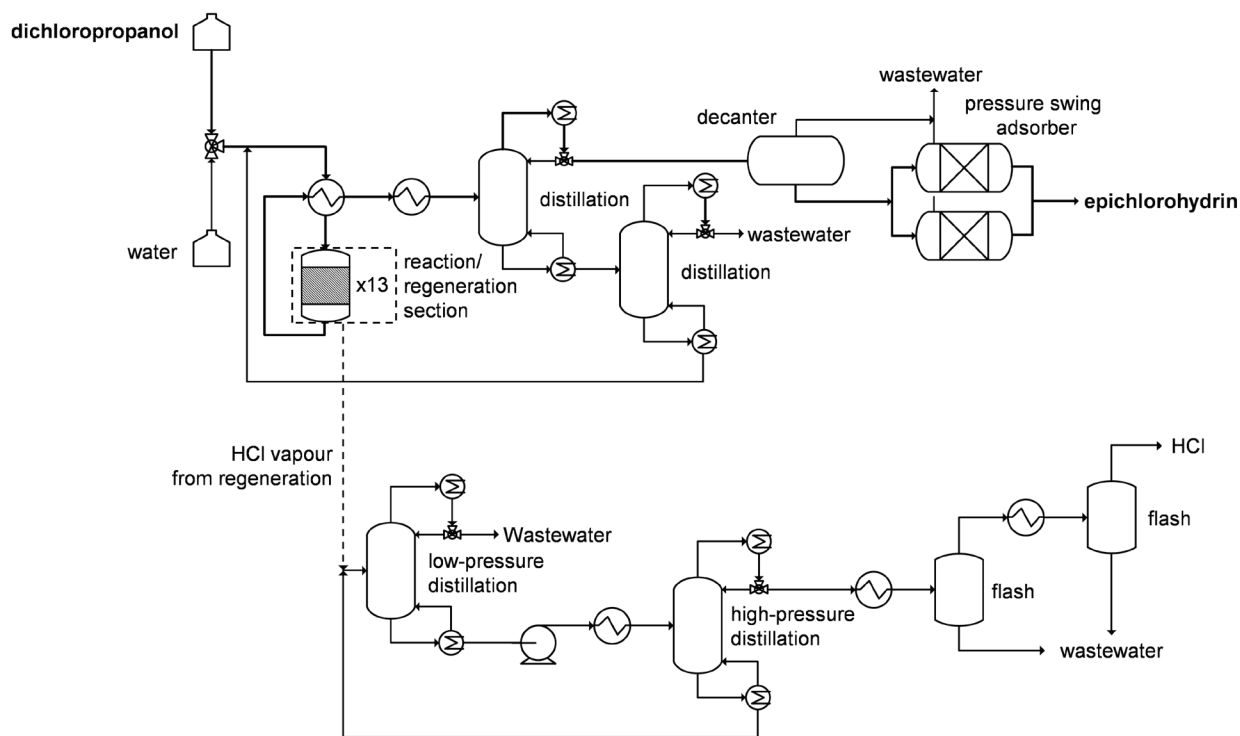 dichloropropanol
water
x13
reaction/
regeneration
section
distillation
wastewater
distillation
decanter
wastewater
pressure swing
adsorber
epichlorohydrin
HCl vapour
from regeneration
Wastewater
low-pressure
distillation
high-pressure
distillation
flash
wastewater
HCl
flash